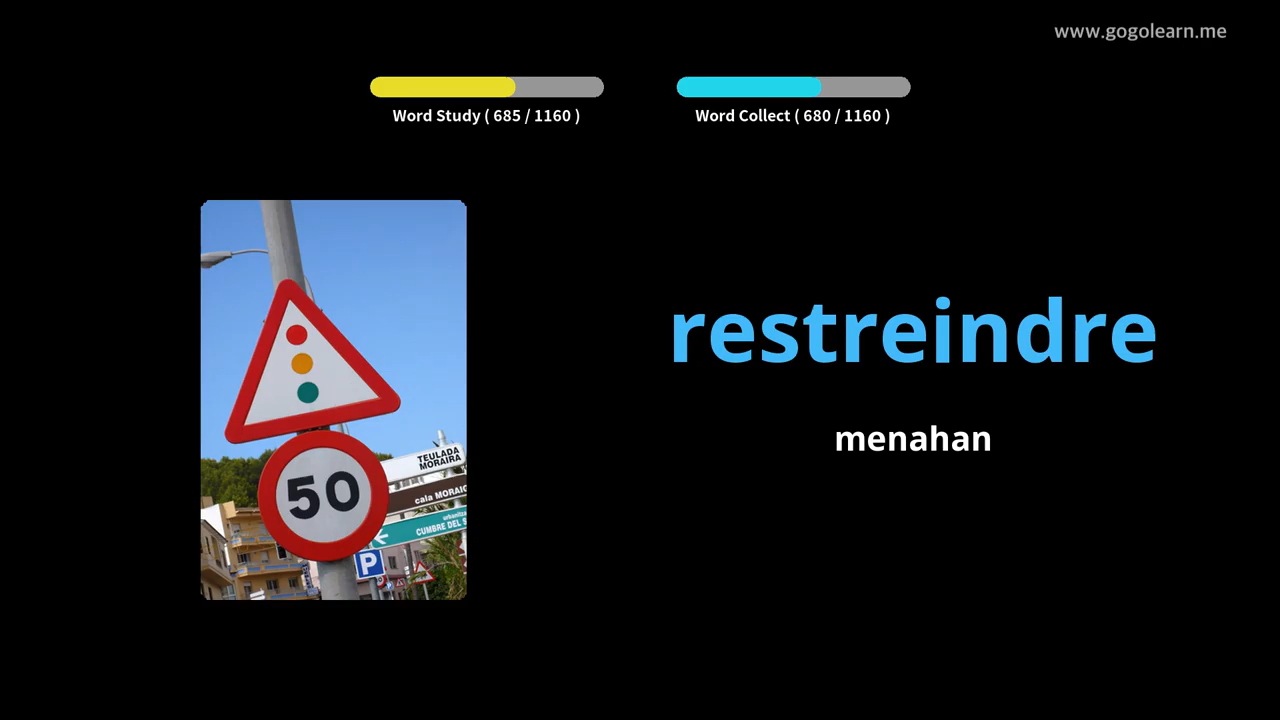 www.gogolearn.me
Word Study ( 685 / 1160 )
Word Collect ( 680 / 1160 )
restreindre
menahan
50
TEULADA
MORAIRA
cala MORAIG
CUMBRE DEL S
P